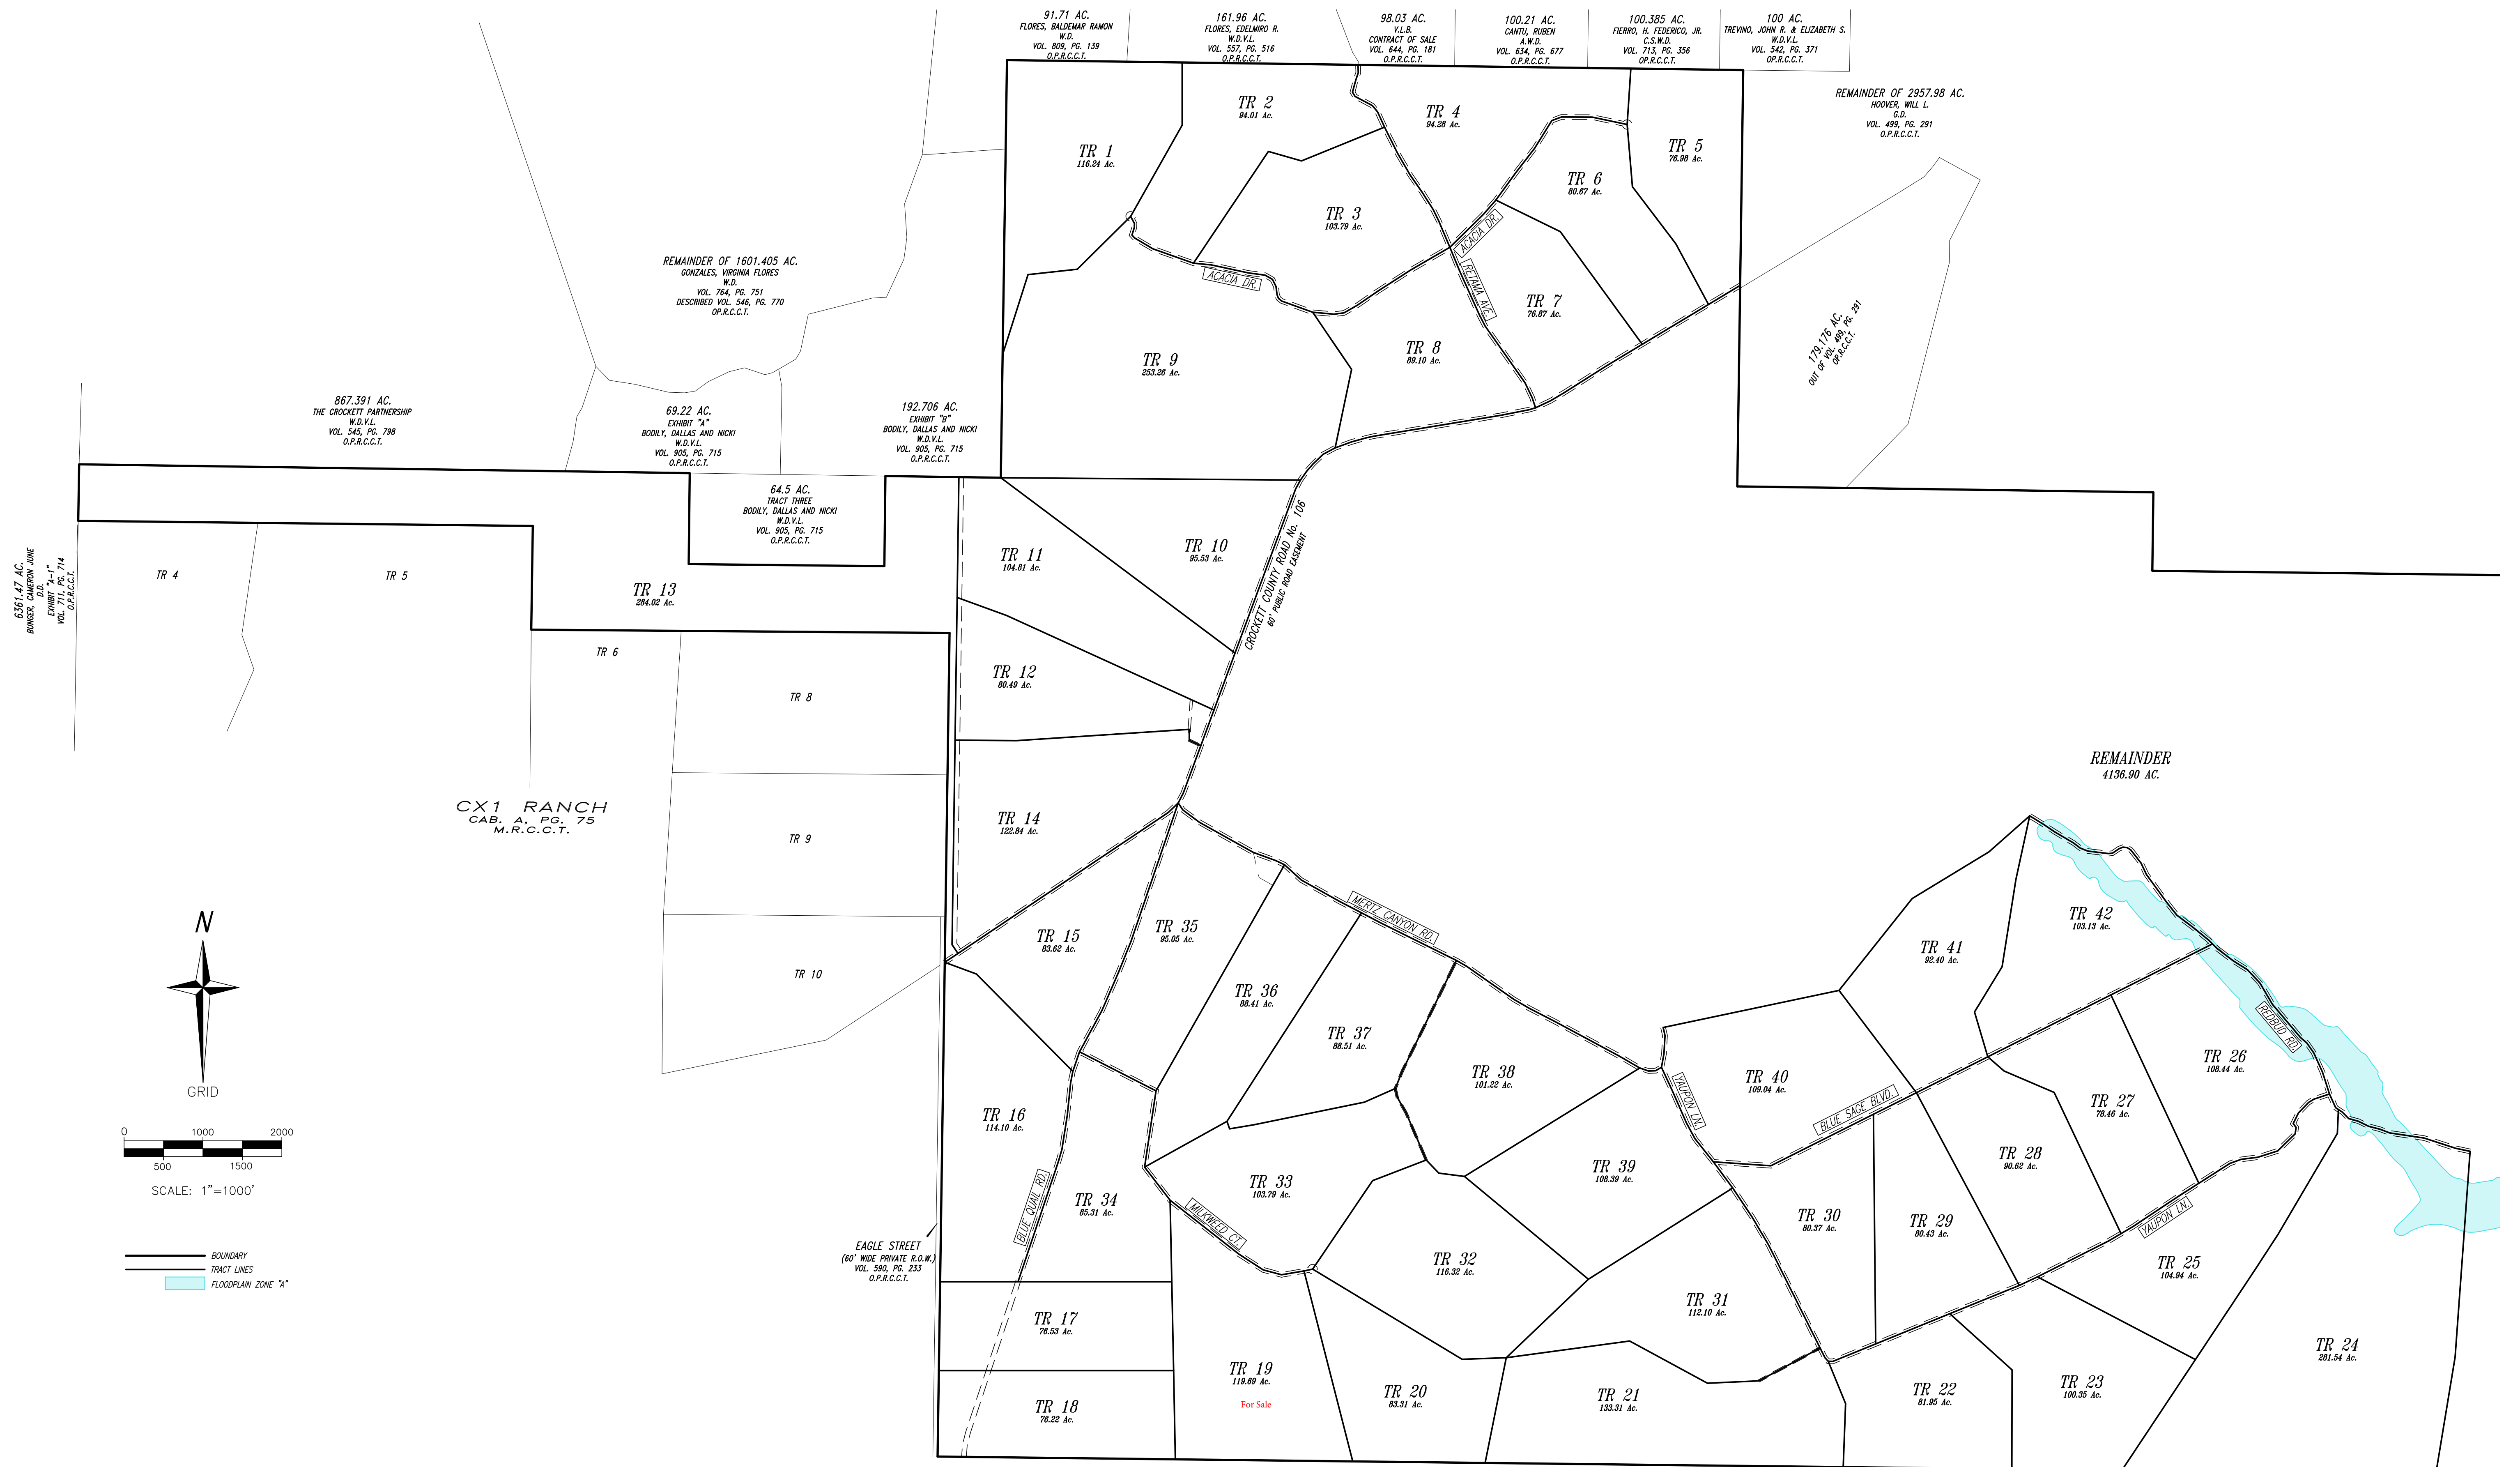 91.71 AC.
FLORES, BALDEMAR RAMON
W.D.
VOL. 809, PG. 139
O.P.R.C.C.T.
161.96 AC.
FLORES, EDELMIRO R.
W.D.V.L.
VOL. 557, PG. 516
O.P.R.C.C.T.
98.03 AC.
V.L.B.
CONTRACT OF SALE
VOL. 644, PG. 181
O.P.R.C.C.T.
100.21 AC.
CANTU, RUBEN
A.W.D.
VOL. 634, PG. 677
O.P.R.C.C.T.
100.385 AC.
FIERRO, H. FEDERICO, JR.
C.S.W.D.
VOL. 713, PG. 356
OP.R.C.C.T.
100 AC.
TREVINO, JOHN R. & ELIZABETH S.
W.D.V.L.
VOL. 542, PG. 371
OP.R.C.C.T.
REMAINDER OF 2957.98 AC.
HOOVER, WILL L.
G.D.
VOL. 499, PG. 291
O.P.R.C.C.T.
TR 1
116.24 Ac.
TR 2
94.01 Ac.
TR 3
103.79 Ac.
TR 4
94.28 Ac.
TR 5
76.98 Ac.
TR 6
80.67 Ac.
TR 7
76.87 Ac.
TR 8
89.10 Ac.
TR 9
253.26 Ac.
ACACIA DR.
ACACIA DR.
RETAMA AVE.
179.176 AC.
OUT OF VOL. 499, PG. 291
OP.R.C.C.T.
REMAINDER OF 1601.405 AC.
GONZALES, VIRGINIA FLORES
W.D.
VOL. 764, PG. 751
DESCRIBED VOL. 546, PG. 770
OP.R.C.C.T.
867.391 AC.
THE CROCKETT PARTNERSHIP
W.D.V.L.
VOL. 545, PG. 798
O.P.R.C.C.T.
69.22 AC.
EXHIBIT "A"
BODILY, DALLAS AND NICKI
W.D.V.L.
VOL. 905, PG. 715
O.P.R.C.C.T.
192.706 AC.
EXHIBIT "B"
BODILY, DALLAS AND NICKI
W.D.V.L.
VOL. 905, PG. 715
O.P.R.C.C.T.
64.5 AC.
TRACT THREE
BODILY, DALLAS AND NICKI
W.D.V.L.
VOL. 905, PG. 715
O.P.R.C.C.T.
6361.47 AC.
BUNGER, CAMERON JUNE
D.D.
EXHIBIT "A-1"
VOL. 711, PG. 714
O.P.R.C.C.T.
TR 4
TR 5
TR 13
284.02 Ac.
TR 6
TR 8
TR 9
TR 10
CX1 RANCH
CAB. A, PG. 75
M.R.C.C.T.
TR 11
104.81 Ac.
TR 10
95.53 Ac.
TR 12
80.49 Ac.
CROCKETT COUNTY ROAD No. 106
60' PUBLIC ROAD EASEMENT
TR 14
122.84 Ac.
TR 15
83.62 Ac.
TR 35
95.05 Ac.
TR 36
88.41 Ac.
TR 37
88.51 Ac.
MERTZ CANYON RD.
TR 38
101.22 Ac.
REMAINDER
4136.90 AC.
TR 42
103.13 Ac.
TR 41
92.40 Ac.
TR 40
109.04 Ac.
YAUPON LN.
BLUE SAGE BLVD.
REDBUD RD.
TR 26
108.44 Ac.
TR 27
78.46 Ac.
TR 28
90.62 Ac.
TR 16
114.10 Ac.
BLUE QUAIL RD.
TR 34
85.31 Ac.
TR 33
103.79 Ac.
MILKWEED CT.
TR 39
108.39 Ac.
TR 30
80.37 Ac.
TR 29
80.43 Ac.
YAUPON LN.
TR 32
116.32 Ac.
TR 25
104.94 Ac.
TR 31
112.10 Ac.
TR 17
76.53 Ac.
TR 18
76.22 Ac.
TR 19
119.69 Ac.
For Sale
TR 20
83.31 Ac.
TR 21
133.31 Ac.
TR 22
81.95 Ac.
TR 23
100.35 Ac.
TR 24
281.54 Ac.
EAGLE STREET
(60' WIDE PRIVATE R.O.W.)
VOL. 590, PG. 233
O.P.R.C.C.T.
N
GRID
0 1000 2000
500 1500
SCALE: 1"=1000'
BOUNDARY
TRACT LINES
FLOODPLAIN ZONE "A"